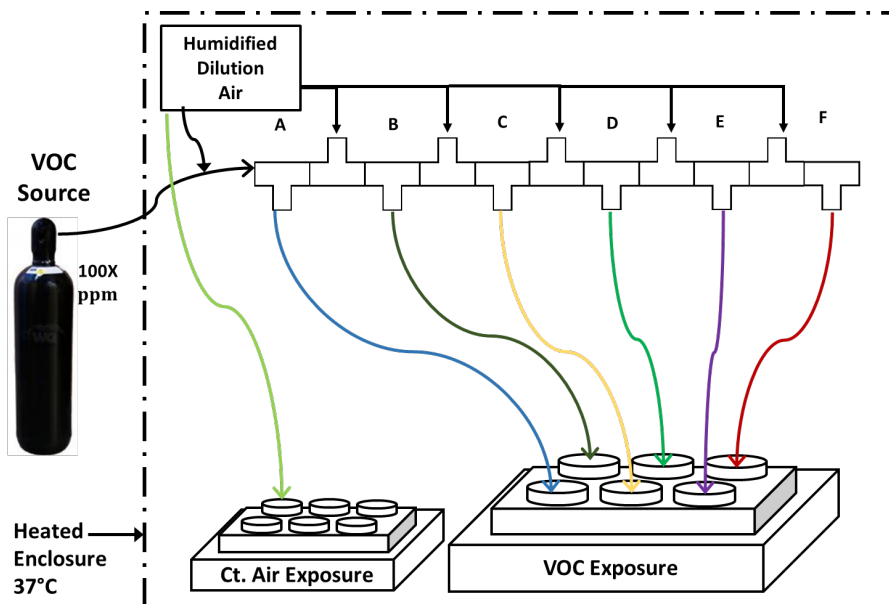 Humidified
Dilution
Air
A
B
C
D
E
F
VOC
Source
100X
ppm
Heated
Enclosure
37°C
Ct. Air Exposure
VOC Exposure